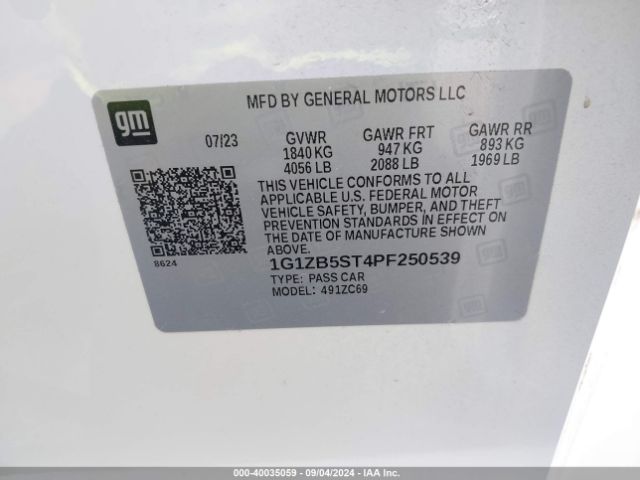 MFD BY GENERAL MOTORS LLC
gm
07/23 GVWR GAWR FRT GAWR RR
1840 KG 947 KG 893 KG
4056 LB 2088 LB 1969 LB
THIS VEHICLE CONFORMS TO ALL
APPLICABLE U.S. FEDERAL MOTOR
VEHICLE SAFETY, BUMPER, AND THEFT
PREVENTION STANDARDS IN EFFECT ON
THE DATE OF MANUFACTURE SHOWN
ABOVE.
8624
1G1ZB5ST4PF250539
TYPE: PASS CAR
MODEL: 491ZC69
000-40035059 - 09/04/2024 - IAAI.COM